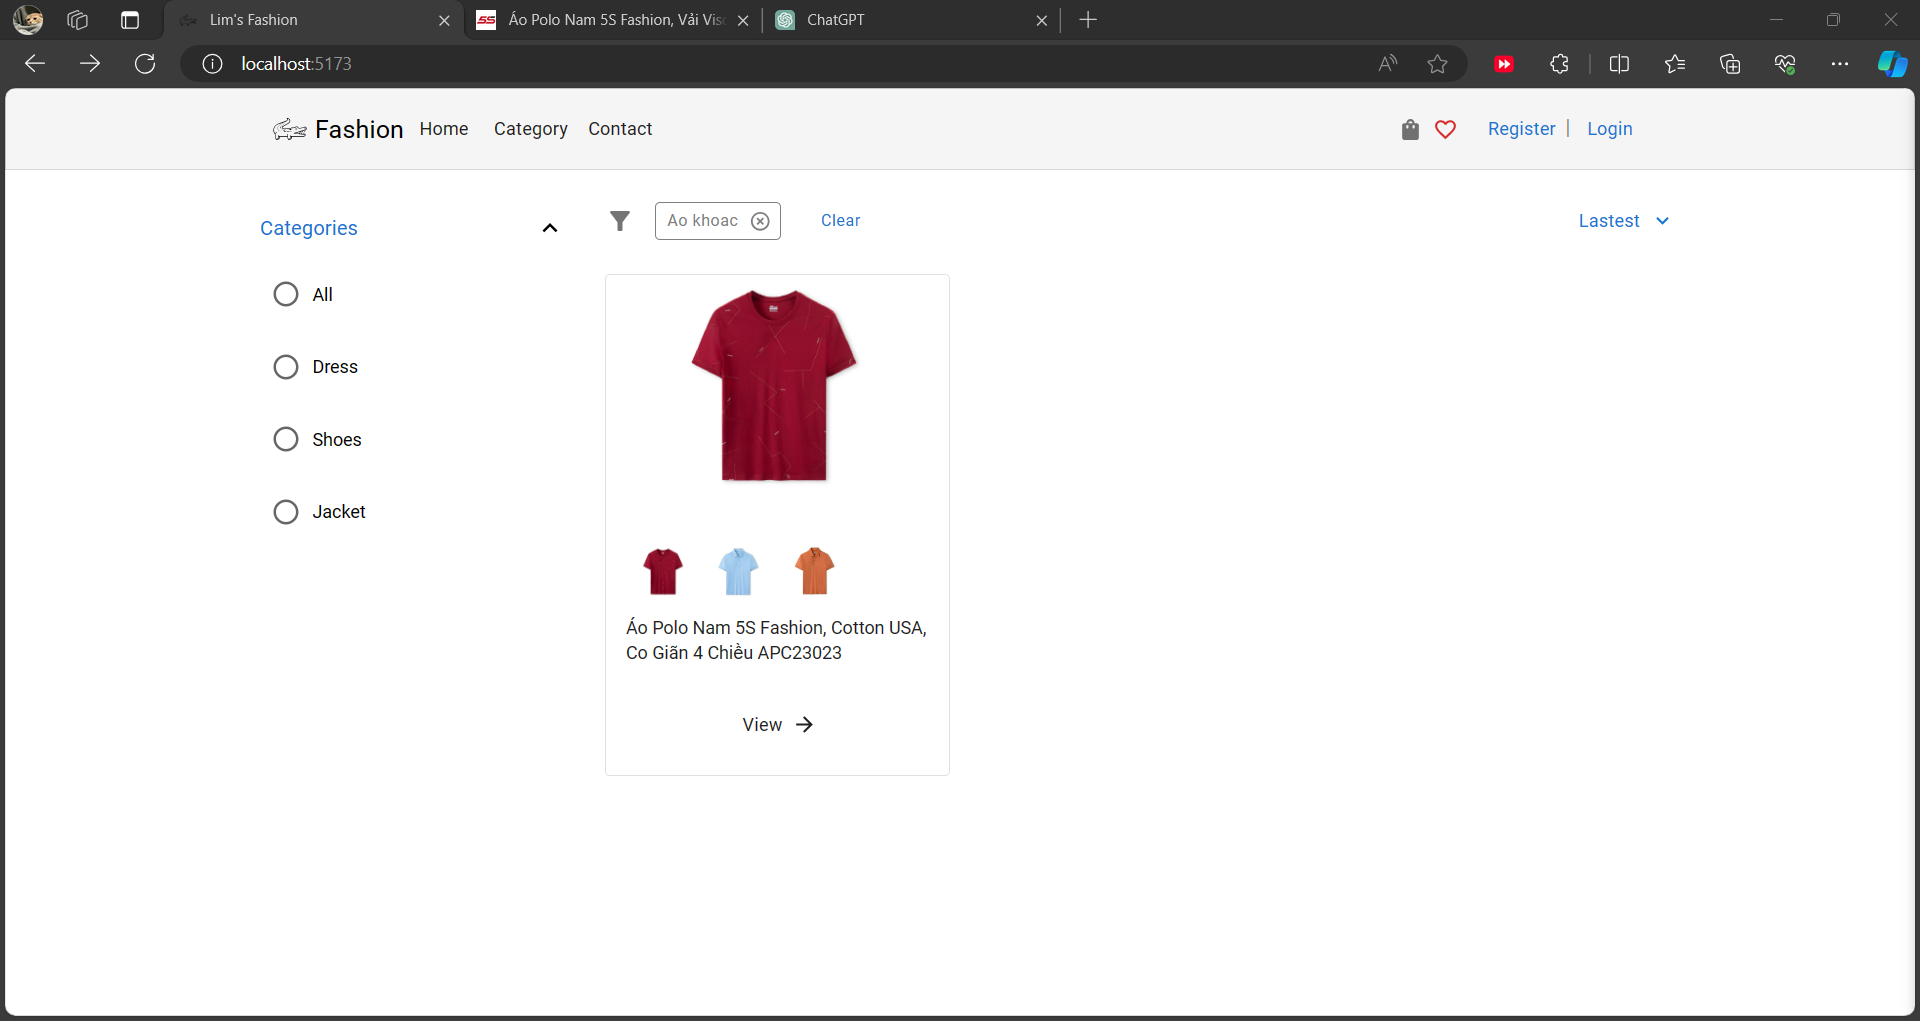 Lim's Fashion
Áo Polo Nam 5S Fashion, Vải Vis
ChatGPT
localhost:5173
Fashion Home Category Contact
Register | Login
Categories
Ao khoac
Clear
Lastest
All
Dress
Shoes
Jacket
Áo Polo Nam 5S Fashion, Cotton USA,
Co Giãn 4 Chiều APC23023
View